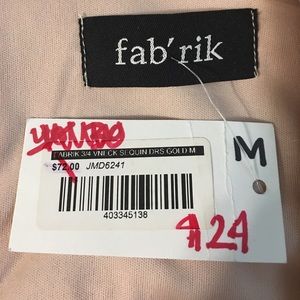 fab'rik
FABRIK 3/4 VNECK SEQUIN DRS GOLD M
$72.00 JMD6241
M
403345138
$24